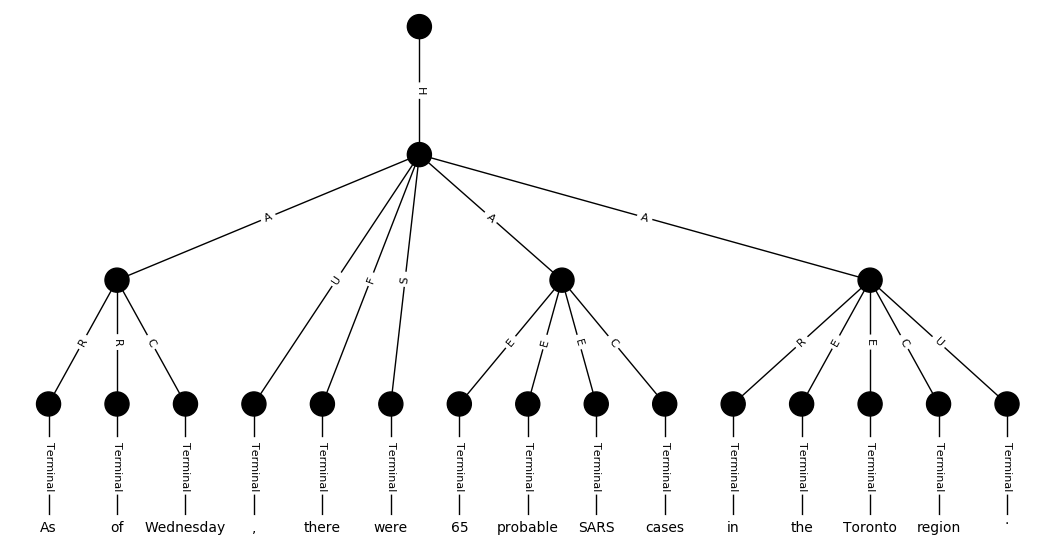 H
A U F S A A
R R C E E E C R E E C U
Terminal Terminal Terminal Terminal Terminal Terminal Terminal Terminal Terminal Terminal Terminal Terminal Terminal Terminal Terminal
As of Wednesday , there were 65 probable SARS cases in the Toronto region .